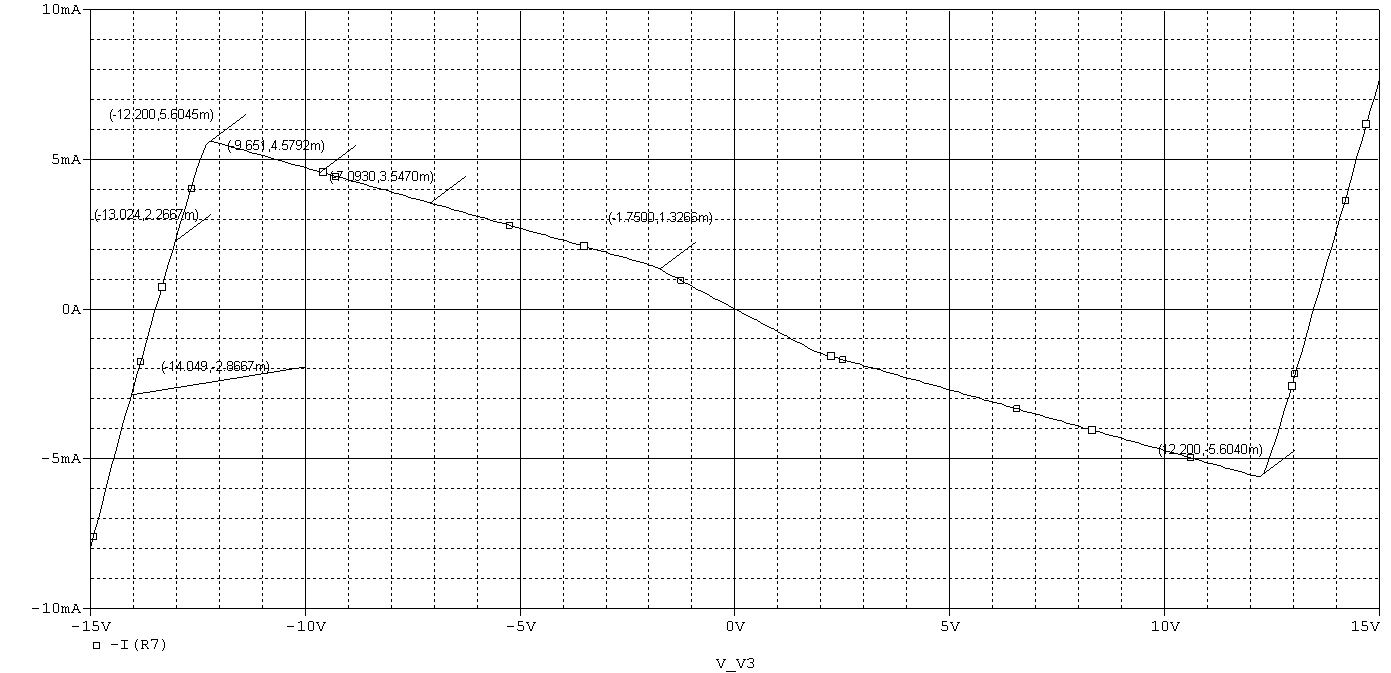 10mA
(-12.200,5.6045m)
(-9.651,4.5792m)
5mA
(-7.0930,3.5470m)
(-13.024,2.2667m)
(-1.7500,1.3266m)
0A
(-14.049,-2.8667m)
(12.200,-5.6040m)
-5mA
-10mA
-15V -10V -5V 0V 5V 10V 15V
-I(R7)
V_V3